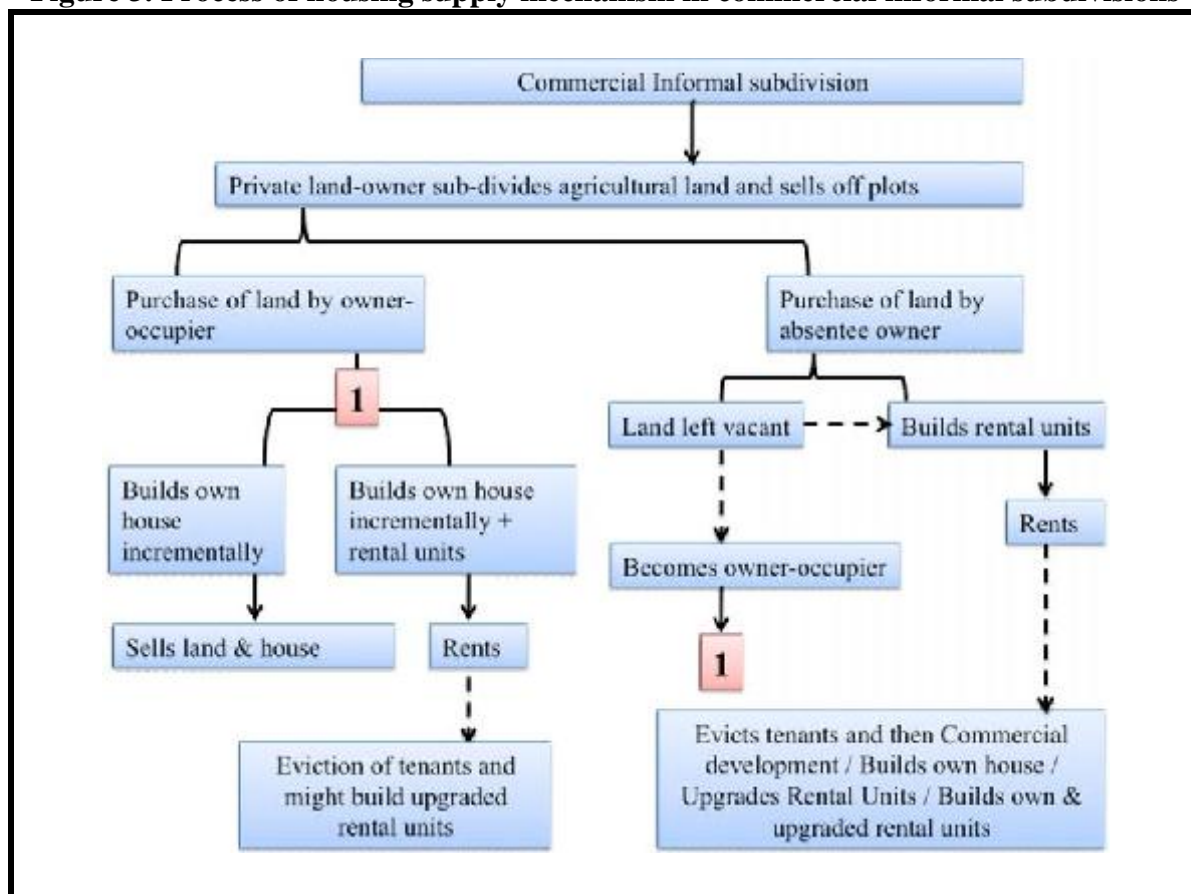 Commercial Informal subdivision
Private land-owner sub-divides agricultural land and sells off plots
Purchase of land by owner-
occupier
Purchase of land by
absentee owner
1
Land left vacant
Builds rental units
Builds own
house
incrementally
Builds own house
incrementally +
rental units
Rents
Becomes owner-occupier
Sells land & house
Rents
1
Eviction of tenants and
might build upgraded
rental units
Evicts tenants and then Commercial
development / Builds own house /
Upgrades Rental Units / Builds own &
upgraded rental units